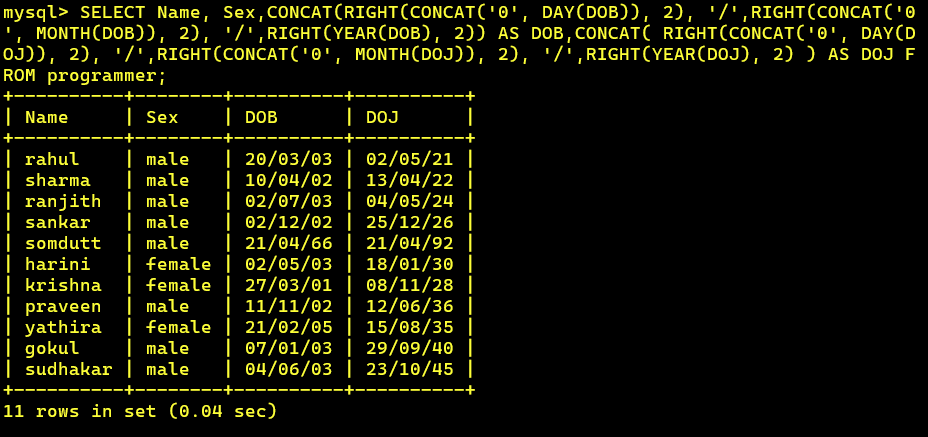 mysql> SELECT Name, Sex,CONCAT(RIGHT(CONCAT('0', DAY(DOB)), 2), '/',RIGHT(CONCAT('0
', MONTH(DOB)), 2), '/',RIGHT(YEAR(DOB), 2)) AS DOB,CONCAT( RIGHT(CONCAT('0', DAY(D
OJ)), 2), '/',RIGHT(CONCAT('0', MONTH(DOJ)), 2), '/',RIGHT(YEAR(DOJ), 2) ) AS DOJ F
ROM programmer;
+----------+--------+----------+----------+
| Name     | Sex    | DOB      | DOJ      |
+----------+--------+----------+----------+
| rahul    | male   | 20/03/03 | 02/05/21 |
| sharma   | male   | 10/04/02 | 13/04/22 |
| ranjith  | male   | 02/07/03 | 04/05/24 |
| sankar   | male   | 02/12/02 | 25/12/26 |
| somdutt  | male   | 21/04/66 | 21/04/92 |
| harini   | female | 02/05/03 | 18/01/30 |
| krishna  | female | 27/03/01 | 08/11/28 |
| praveen  | male   | 11/11/02 | 12/06/36 |
| yathira  | female | 21/02/05 | 15/08/35 |
| gokul    | male   | 07/01/03 | 29/09/40 |
| sudhakar | male   | 04/06/03 | 23/10/45 |
+----------+--------+----------+----------+
11 rows in set (0.04 sec)